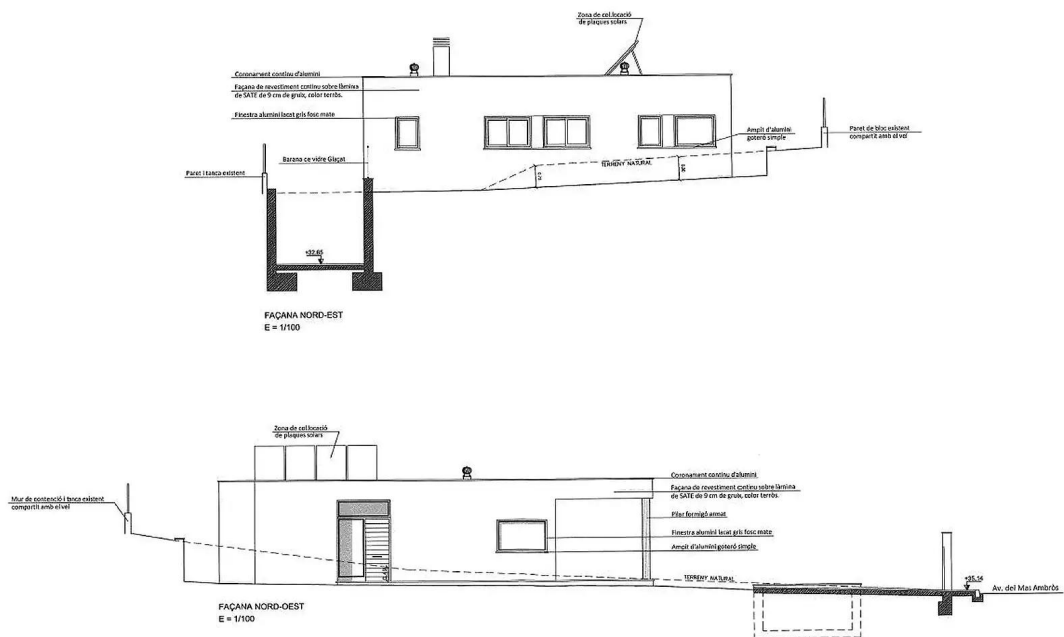 Zona de col.locació
de plaques solars
Coronament continu d'alumini
Façana de revestiment continu sobre làmina
de SATE de 9 cm de gruix, color terròs.
Finestra alumini lacat gris fosc mate
Ampit d'alumini
goteró simple
Paret de bloc existent
compartit amb el veí
Barana de vidre Glaçat
TERRENY NATURAL
Paret i tanca existent
+32.65
FAÇANA NORD-EST
E = 1/100
Zona de col.locació
de plaques solars
Coronament continu d'alumini
Façana de revestiment continu sobre làmina
de SATE de 9 cm de gruix, color terròs.
Mur de contenció i tanca existent
compartit amb el veí
Pilar formigó armat
Finestra alumini lacat gris fosc mate
Ampit d'alumini goteró simple
TERRENY NATURAL
+35.14
Av. del Mas Ambròs
FAÇANA NORD-OEST
E = 1/100